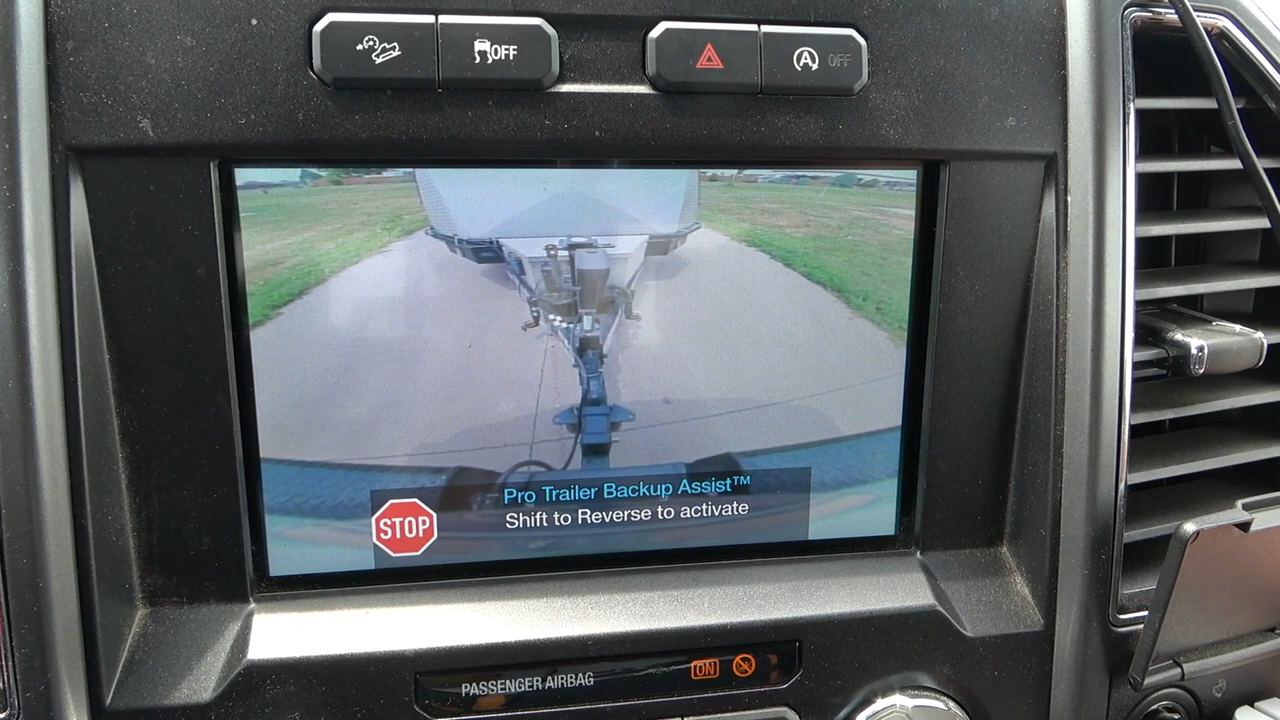 OFF
A OFF
Pro Trailer Backup Assist™
Shift to Reverse to activate
STOP
PASSENGER AIRBAG ON